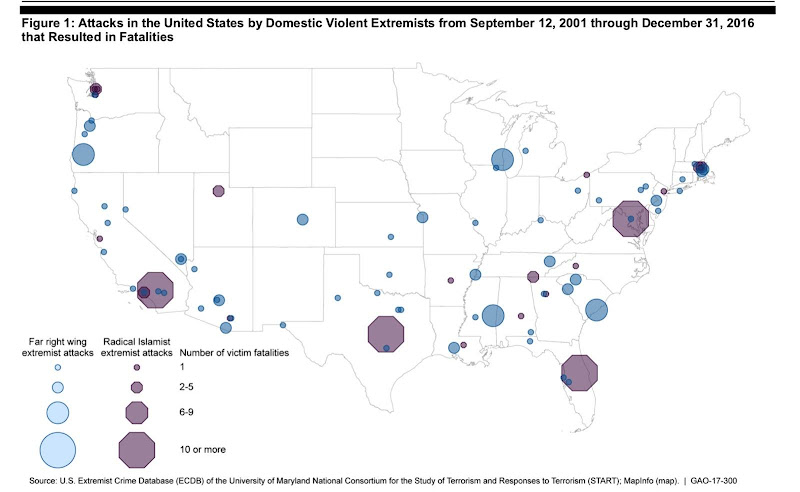 Figure 1: Attacks in the United States by Domestic Violent Extremists from September 12, 2001 through December 31, 2016
that Resulted in Fatalities
Far right wing
extremist attacks
Radical Islamist
extremist attacks
Number of victim fatalities
1
2-5
6-9
10 or more
Source: U.S. Extremist Crime Database (ECDB) of the University of Maryland National Consortium for the Study of Terrorism and Responses to Terrorism (START); MapInfo (map). | GAO-17-300